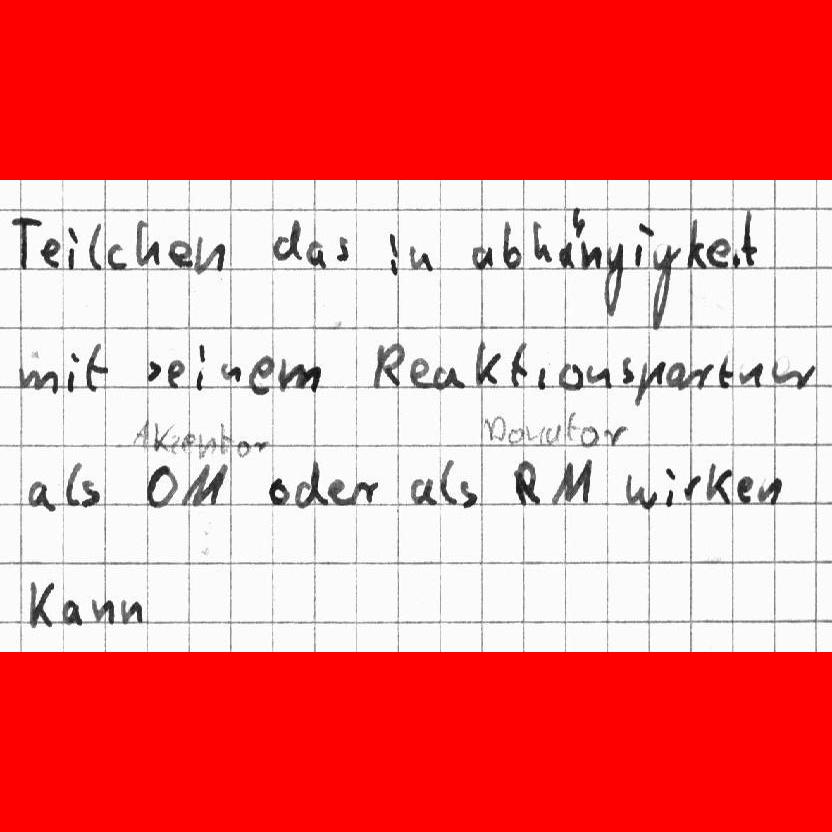 Teilchen das in abhängigkeit
mit seinem Reaktionspartner
Akzeptor Donator
als OM oder als RM wirken
Kann